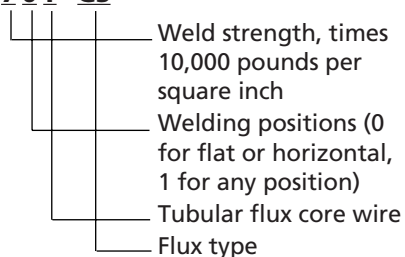 Weld strength, times
10,000 pounds per
square inch
Welding positions (0
for flat or horizontal,
1 for any position)
Tubular flux core wire
Flux type